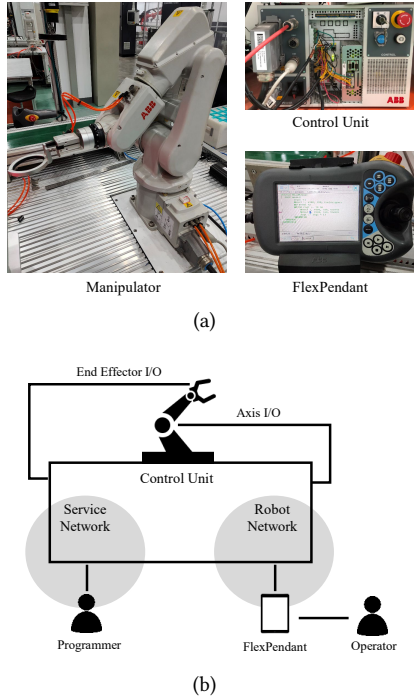 ABB
ABB
Control Unit
Manipulator
FlexPendant
(a)
End Effector I/O
Axis I/O
Control Unit
Service
Network
Robot
Network
Programmer
FlexPendant
Operator
(b)